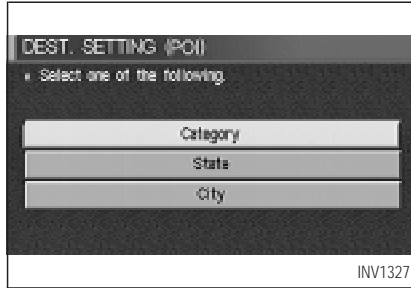 DEST. SETTING (POI)
Select one of the following.
Category
State
City
INV1327